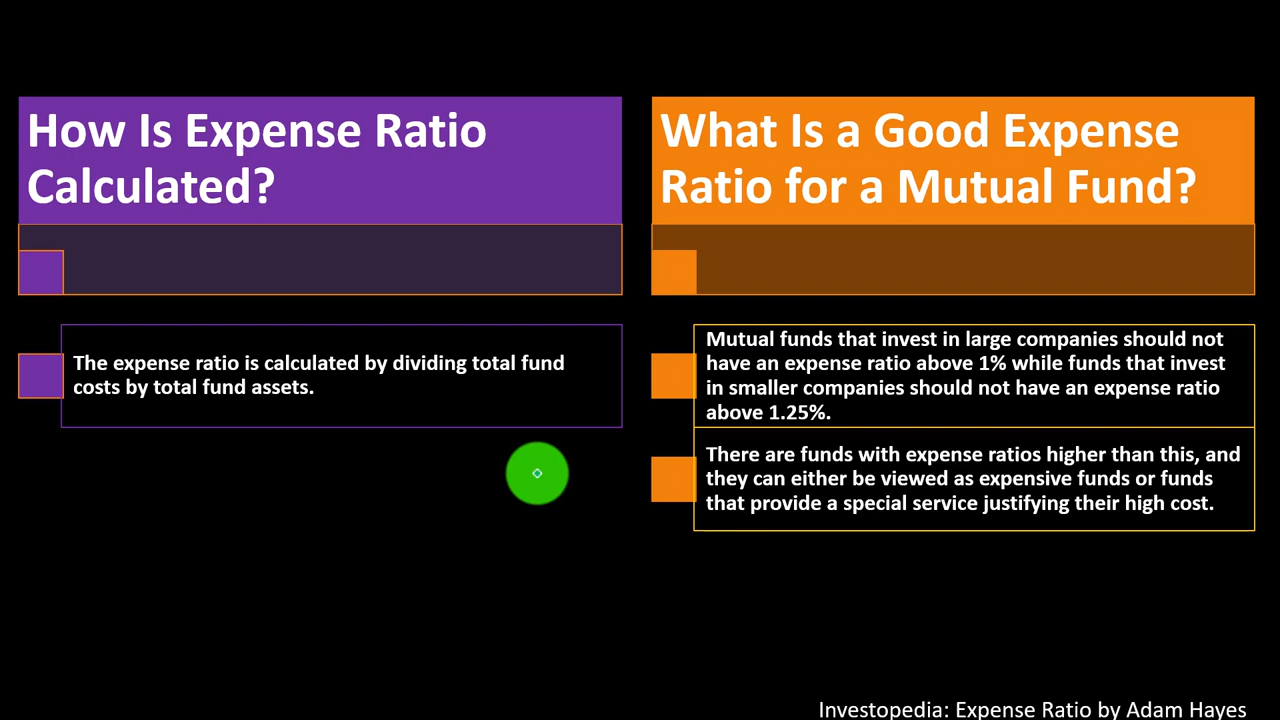 How Is Expense Ratio
Calculated?
The expense ratio is calculated by dividing total fund
costs by total fund assets.
What Is a Good Expense
Ratio for a Mutual Fund?
Mutual funds that invest in large companies should not
have an expense ratio above 1% while funds that invest
in smaller companies should not have an expense ratio
above 1.25%.
There are funds with expense ratios higher than this, and
they can either be viewed as expensive funds or funds
that provide a special service justifying their high cost.
Investopedia: Expense Ratio by Adam Hayes